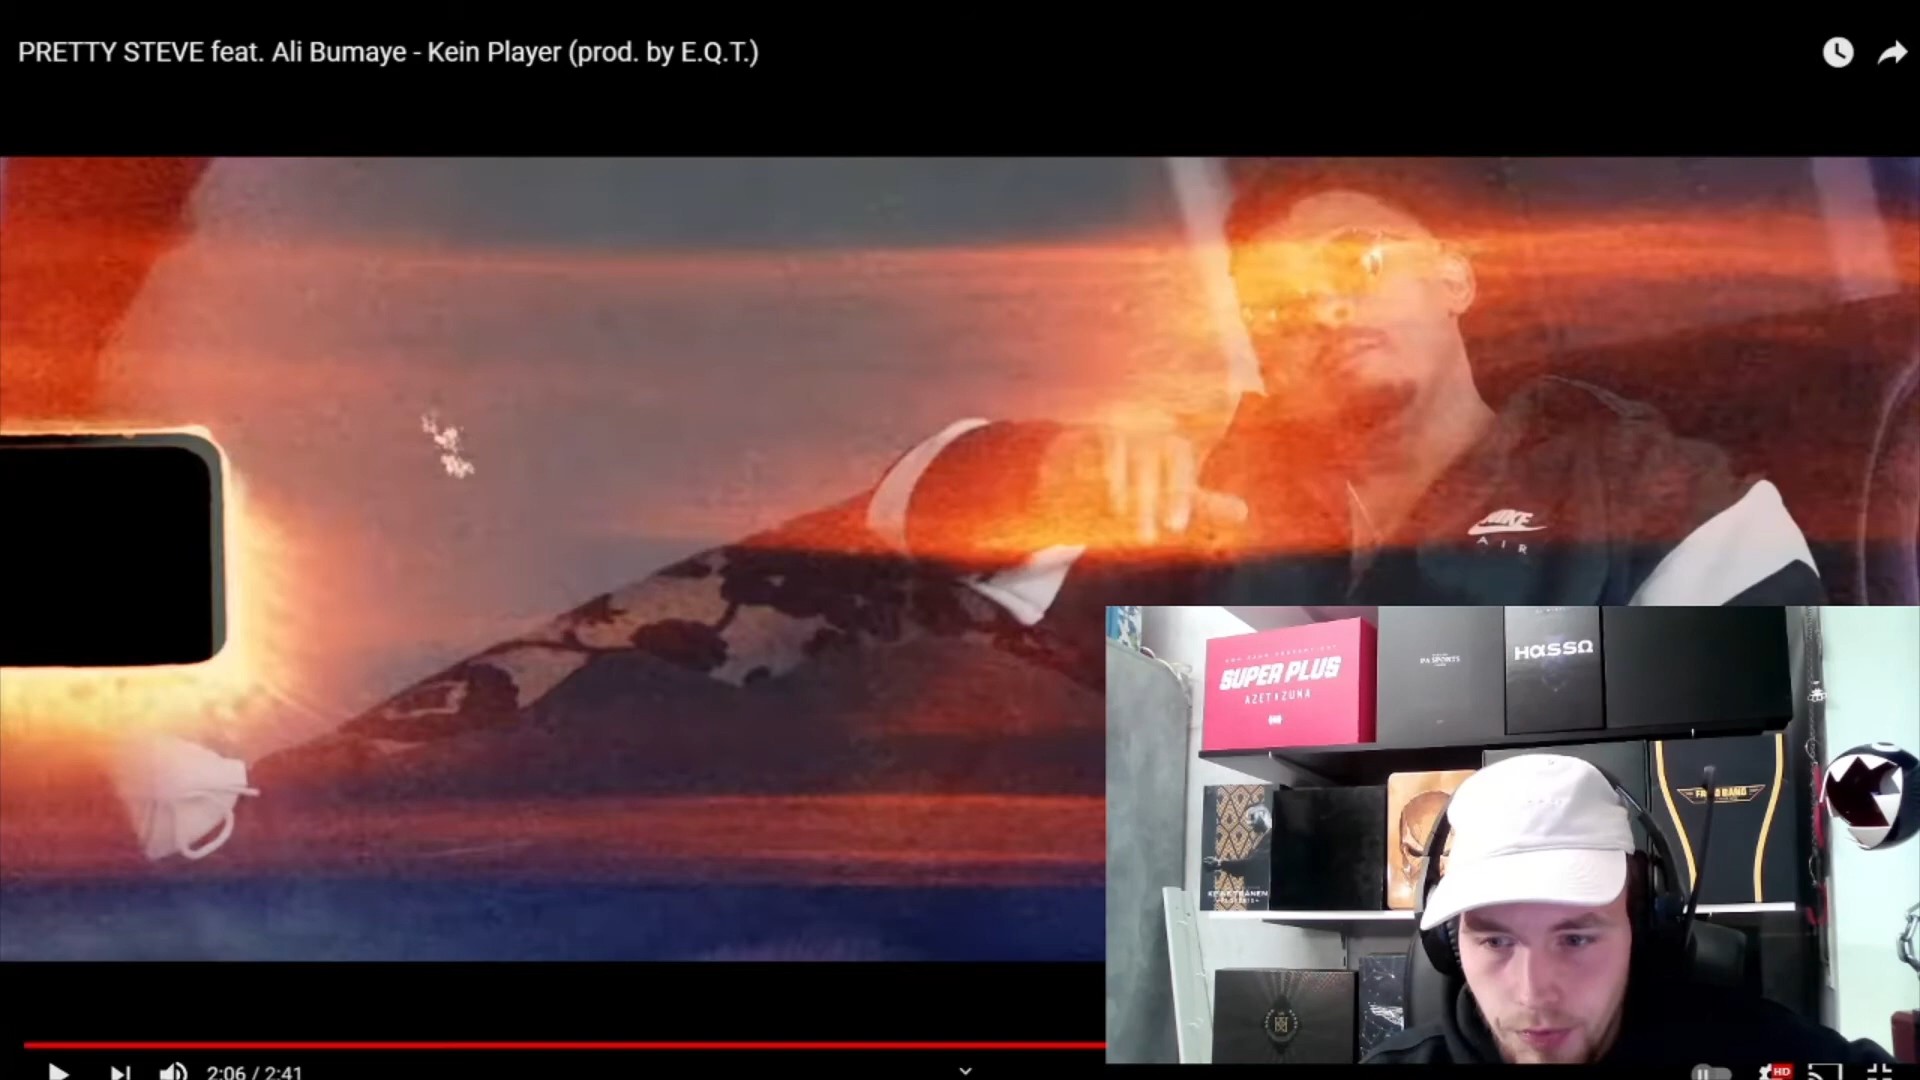 PRETTY STEVE feat. Ali Bumaye - Kein Player (prod. by E.Q.T.)
NIKE
AIR
SUPER PLUS
AZET ZUNA
PA SPORTS
HASSO
2:06 / 2:41
HD